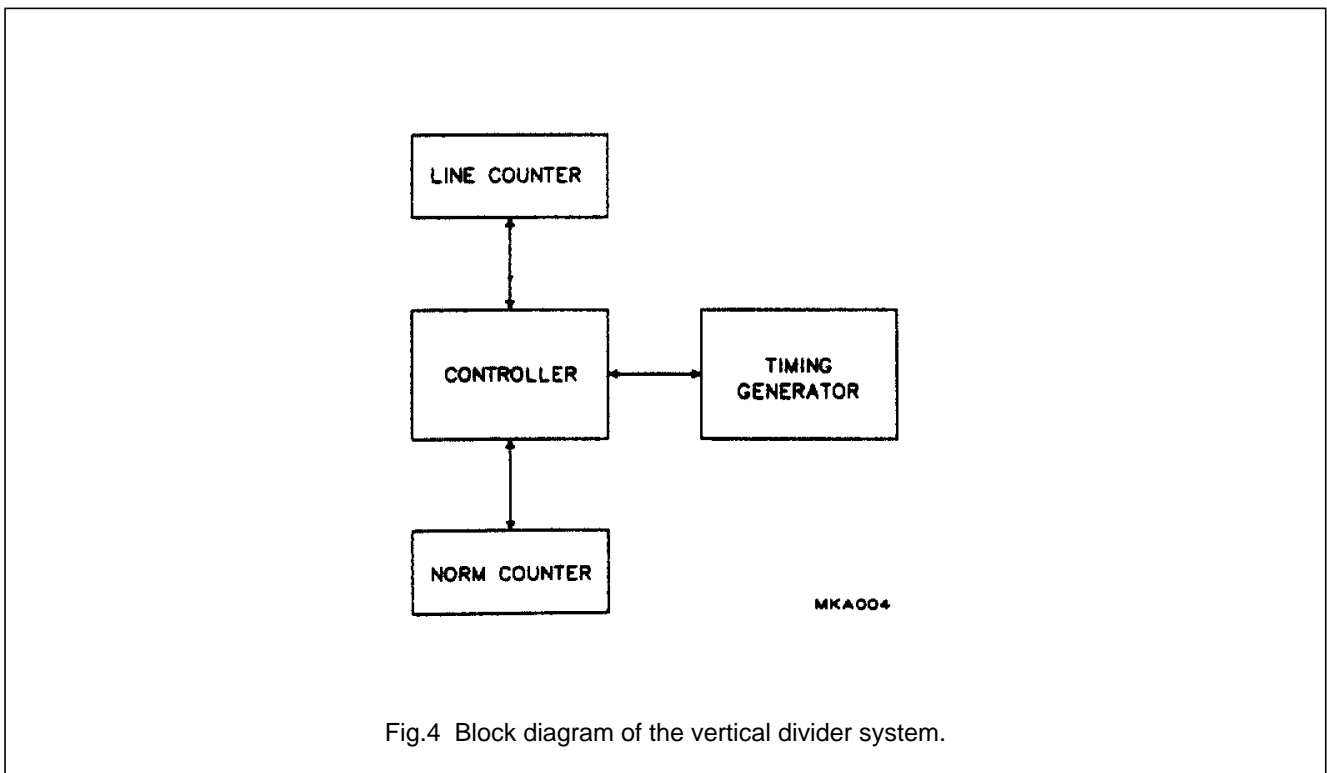 LINE COUNTER
CONTROLLER
TIMING
GENERATOR
NORM COUNTER
MKA004
Fig.4 Block diagram of the vertical divider system.